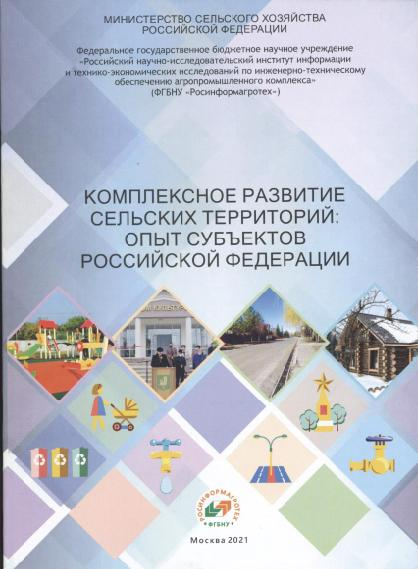 МИНИСТЕРСТВО СЕЛЬСКОГО ХОЗЯЙСТВА
РОССИЙСКОЙ ФЕДЕРАЦИИ
Федеральное государственное бюджетное научное учреждение
«Российский научно-исследовательский институт информации
и технико-экономических исследований по инженерно-техническому
обеспечению агропромышленного комплекса»
(ФГБНУ «Росинформагротех»)
КОМПЛЕКСНОЕ РАЗВИТИЕ
СЕЛЬСКИХ ТЕРРИТОРИЙ:
ОПЫТ СУБЪЕКТОВ
РОССИЙСКОЙ ФЕДЕРАЦИИ
РОСИНФОРМАГРОТЕХ
ФГБНУ
Москва 2021